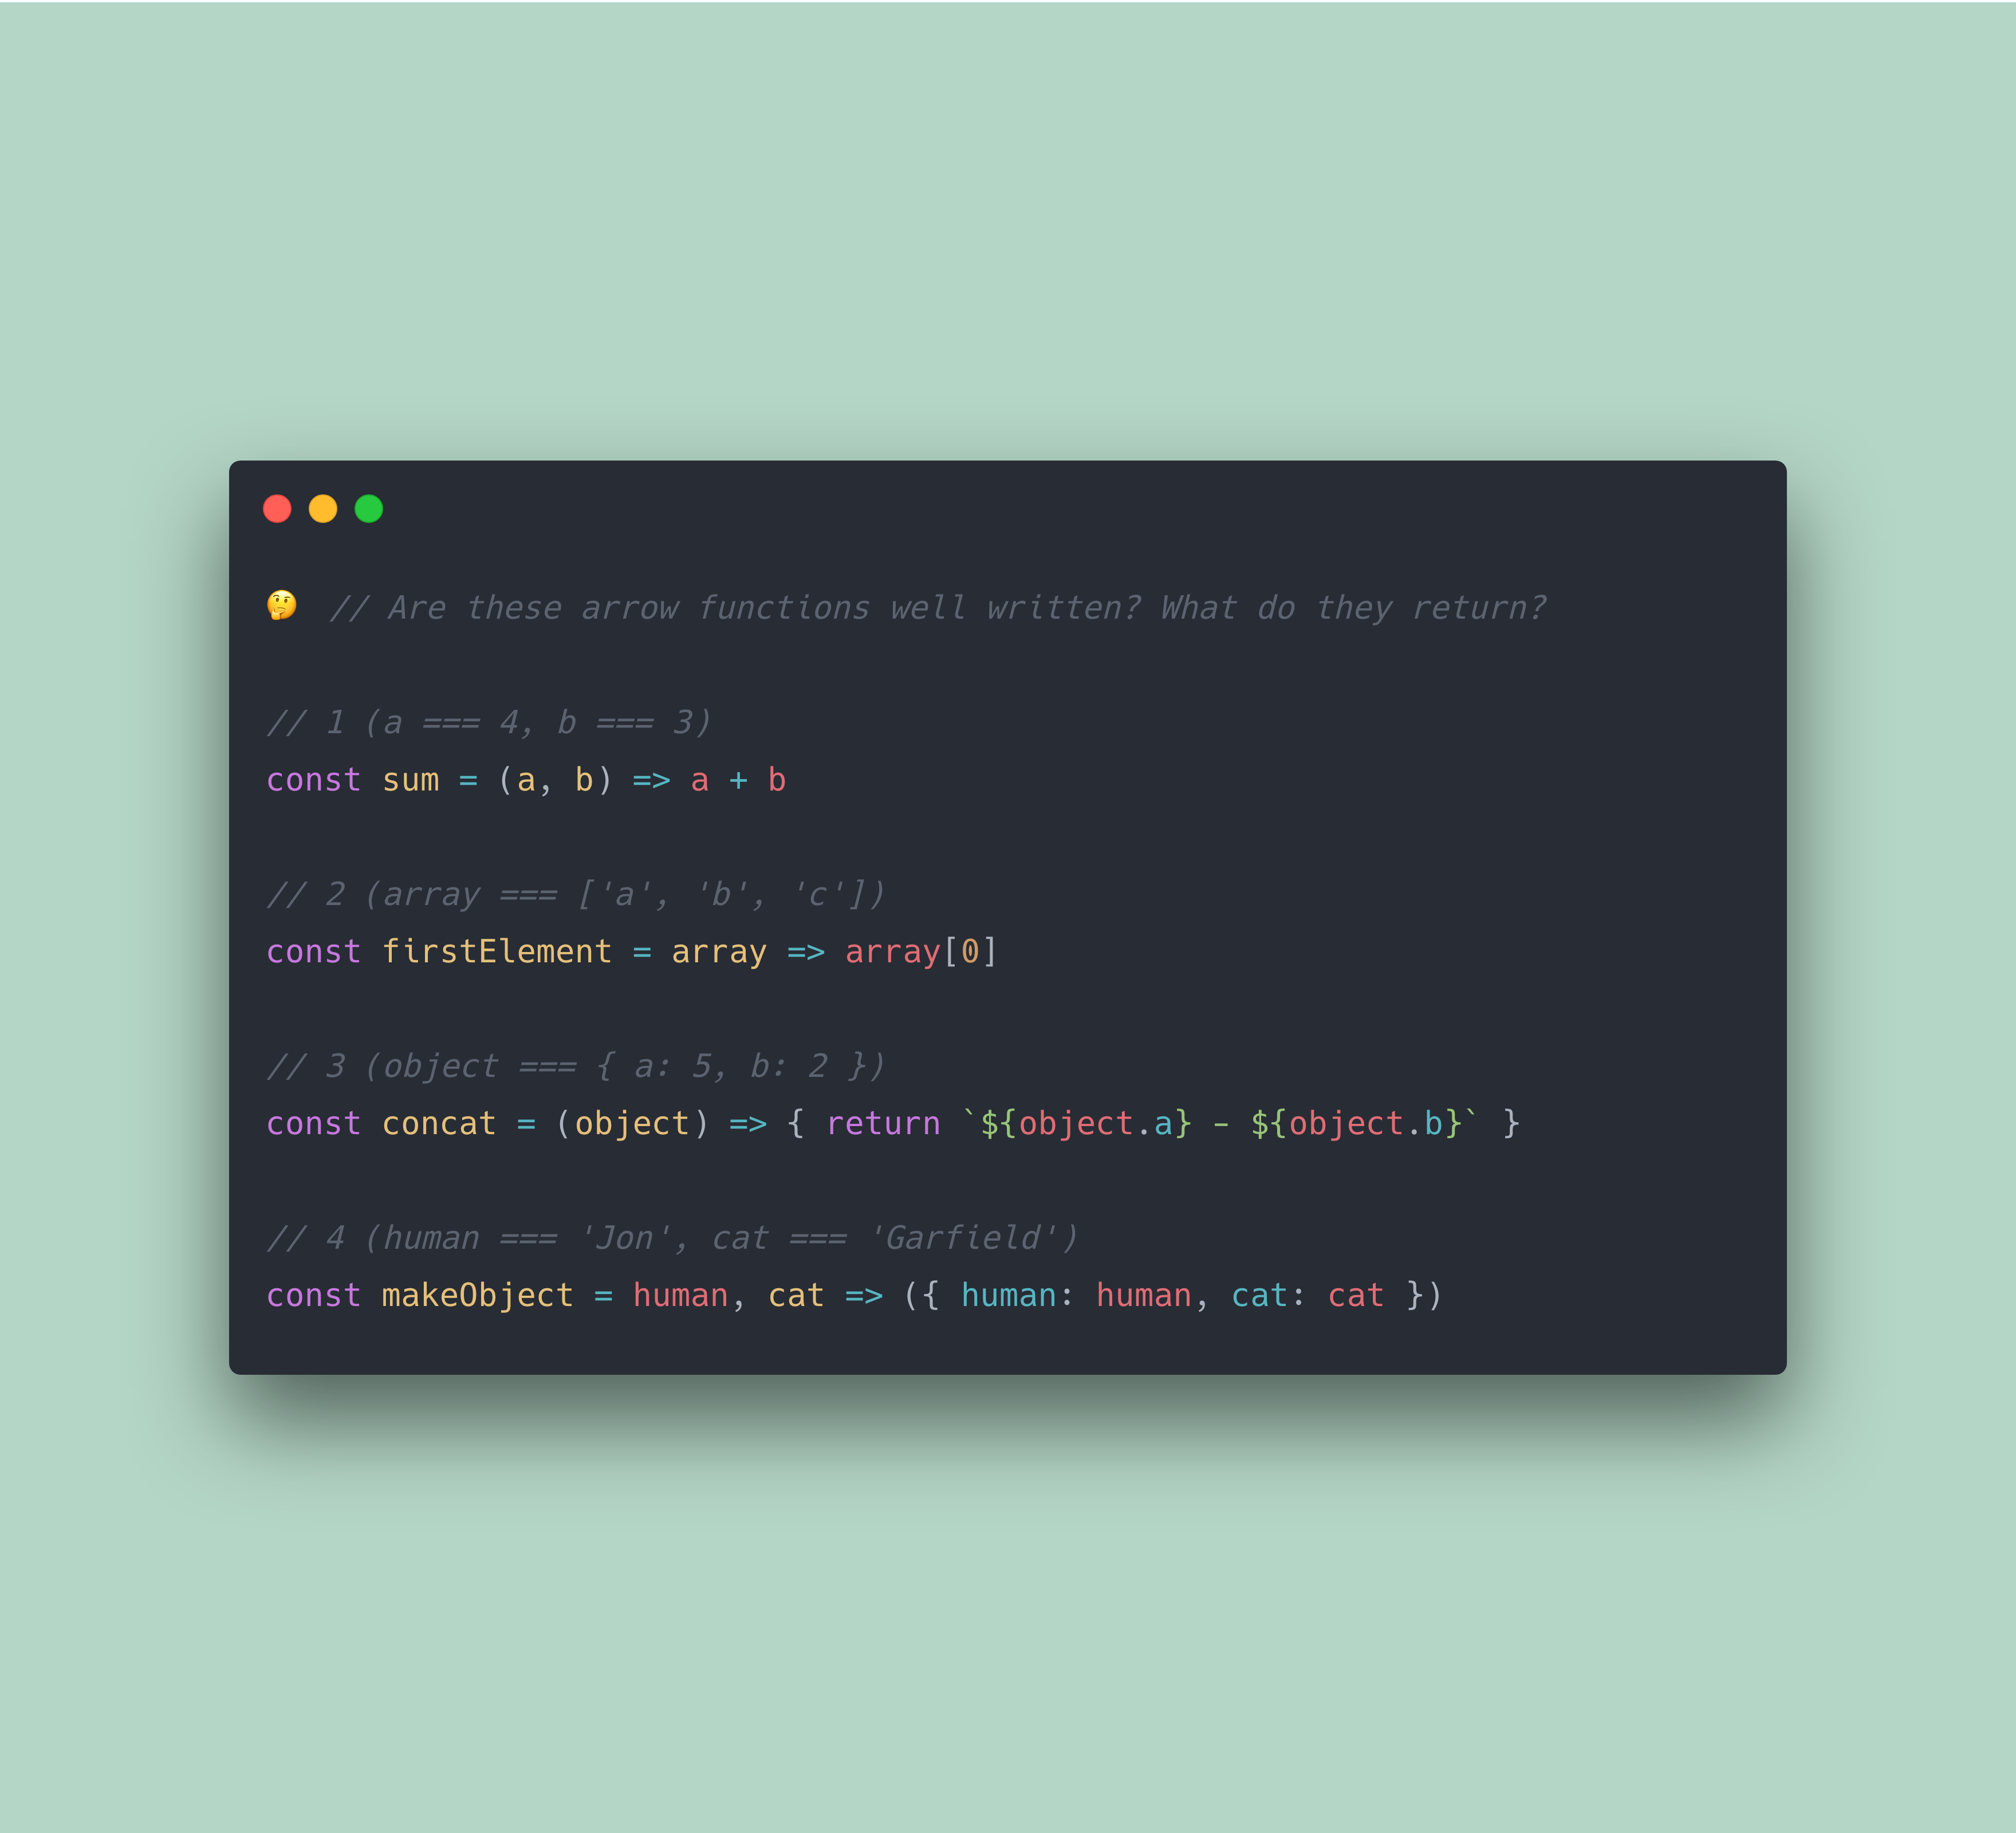 🤔 // Are these arrow functions well written? What do they return?
// 1 (a === 4, b === 3)
const sum = (a, b) => a + b
// 2 (array === ['a', 'b', 'c'])
const firstElement = array => array[0]
// 3 (object === { a: 5, b: 2 })
const concat = (object) => { return `${object.a} - ${object.b}` }
// 4 (human === 'Jon', cat === 'Garfield')
const makeObject = human, cat => ({ human: human, cat: cat })